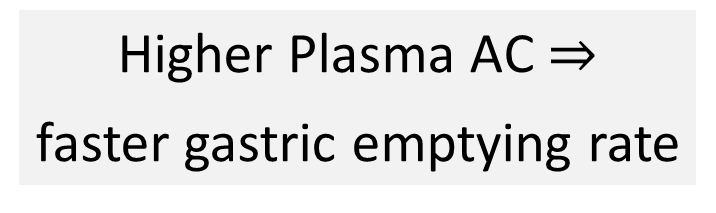 Higher Plasma AC ⇒
faster gastric emptying rate